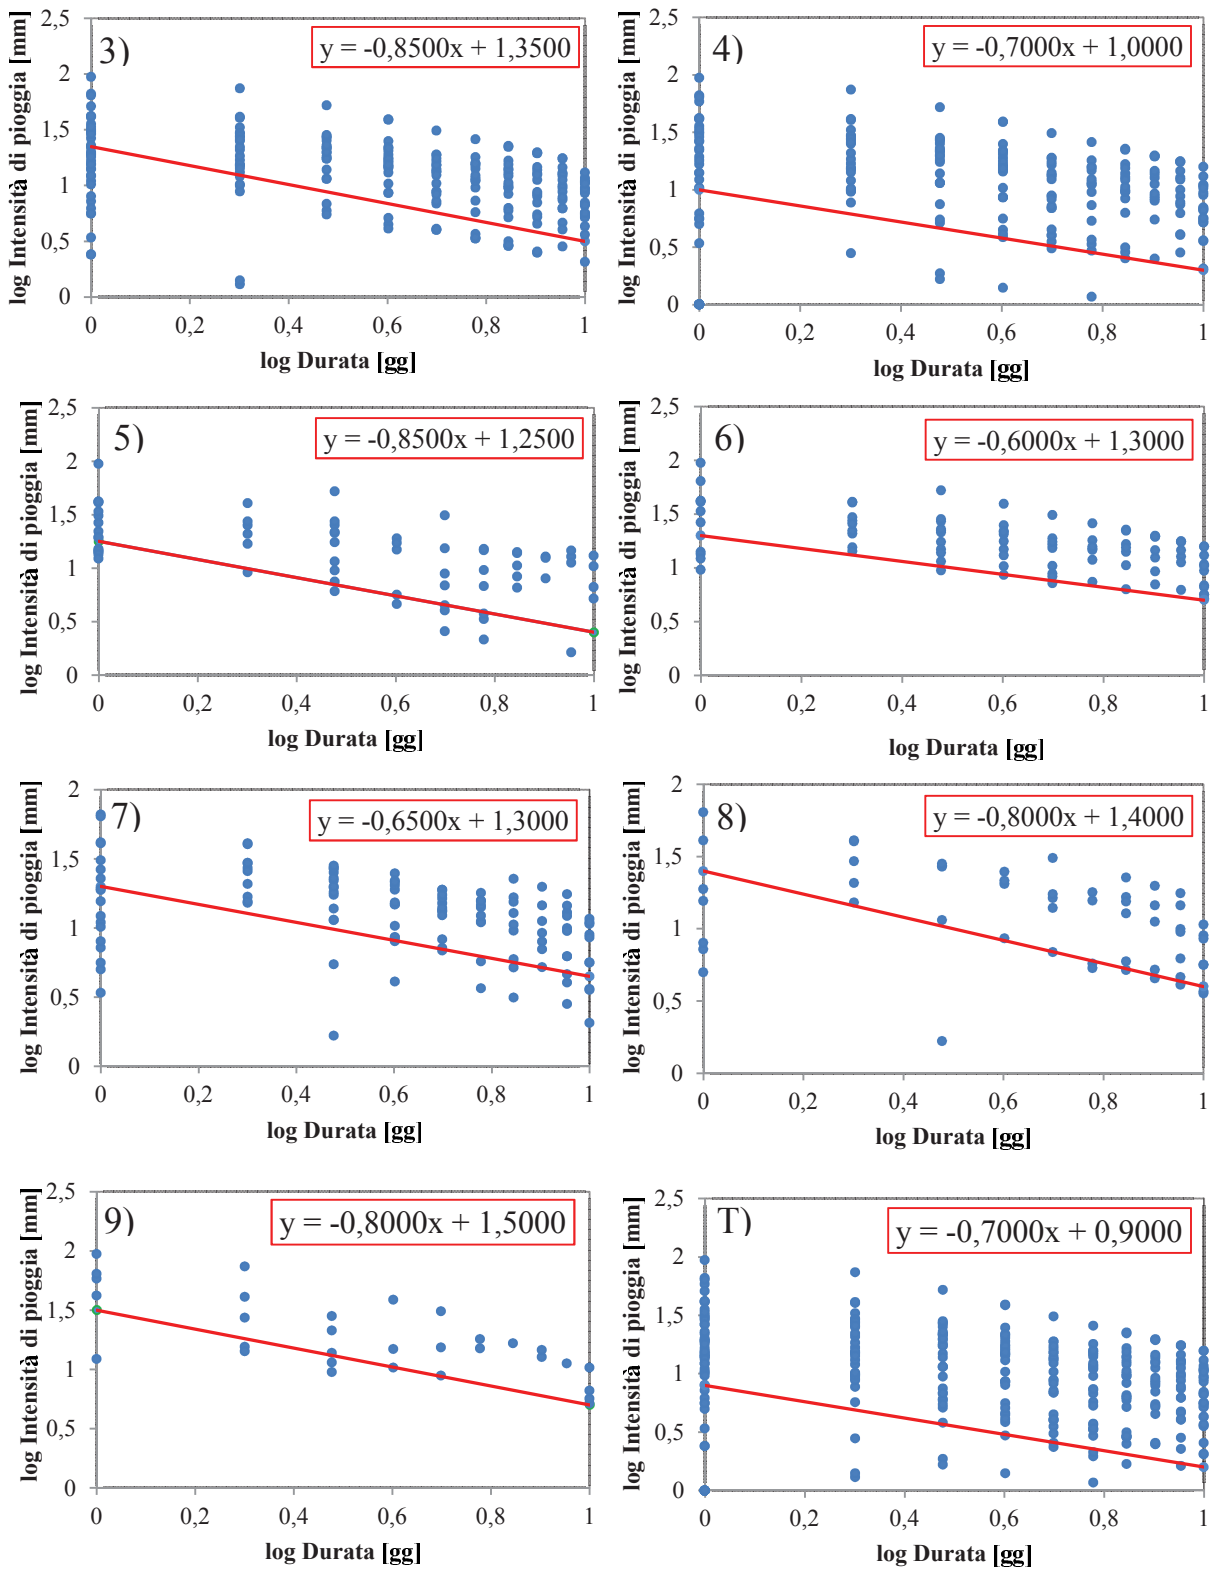 3)
y = -0,8500x + 1,3500
log Intensità di pioggia [mm]
2,5
2
1,5
1
0,5
0
0 0,2 0,4 0,6 0,8 1
log Durata [gg]
4)
y = -0,7000x + 1,0000
log Intensità di pioggia [mm]
2,5
2
1,5
1
0,5
0
0 0,2 0,4 0,6 0,8 1
log Durata [gg]
5)
y = -0,8500x + 1,2500
log Intensità di pioggia [mm]
2,5
2
1,5
1
0,5
0
0 0,2 0,4 0,6 0,8 1
log Durata [gg]
6)
y = -0,6000x + 1,3000
log Intensità di pioggia [mm]
2,5
2
1,5
1
0,5
0
0 0,2 0,4 0,6 0,8 1
log Durata [gg]
7)
y = -0,6500x + 1,3000
log Intensità di pioggia [mm]
2
1,5
1
0,5
0
0 0,2 0,4 0,6 0,8 1
log Durata [gg]
8)
y = -0,8000x + 1,4000
log Intensità di pioggia [mm]
2
1,5
1
0,5
0
0 0,2 0,4 0,6 0,8 1
log Durata [gg]
9)
y = -0,8000x + 1,5000
log Intensità di pioggia [mm]
2,5
2
1,5
1
0,5
0
0 0,2 0,4 0,6 0,8 1
log Durata [gg]
T)
y = -0,7000x + 0,9000
log Intensità di pioggia [mm]
2,5
2
1,5
1
0,5
0
0 0,2 0,4 0,6 0,8 1
log Durata [gg]